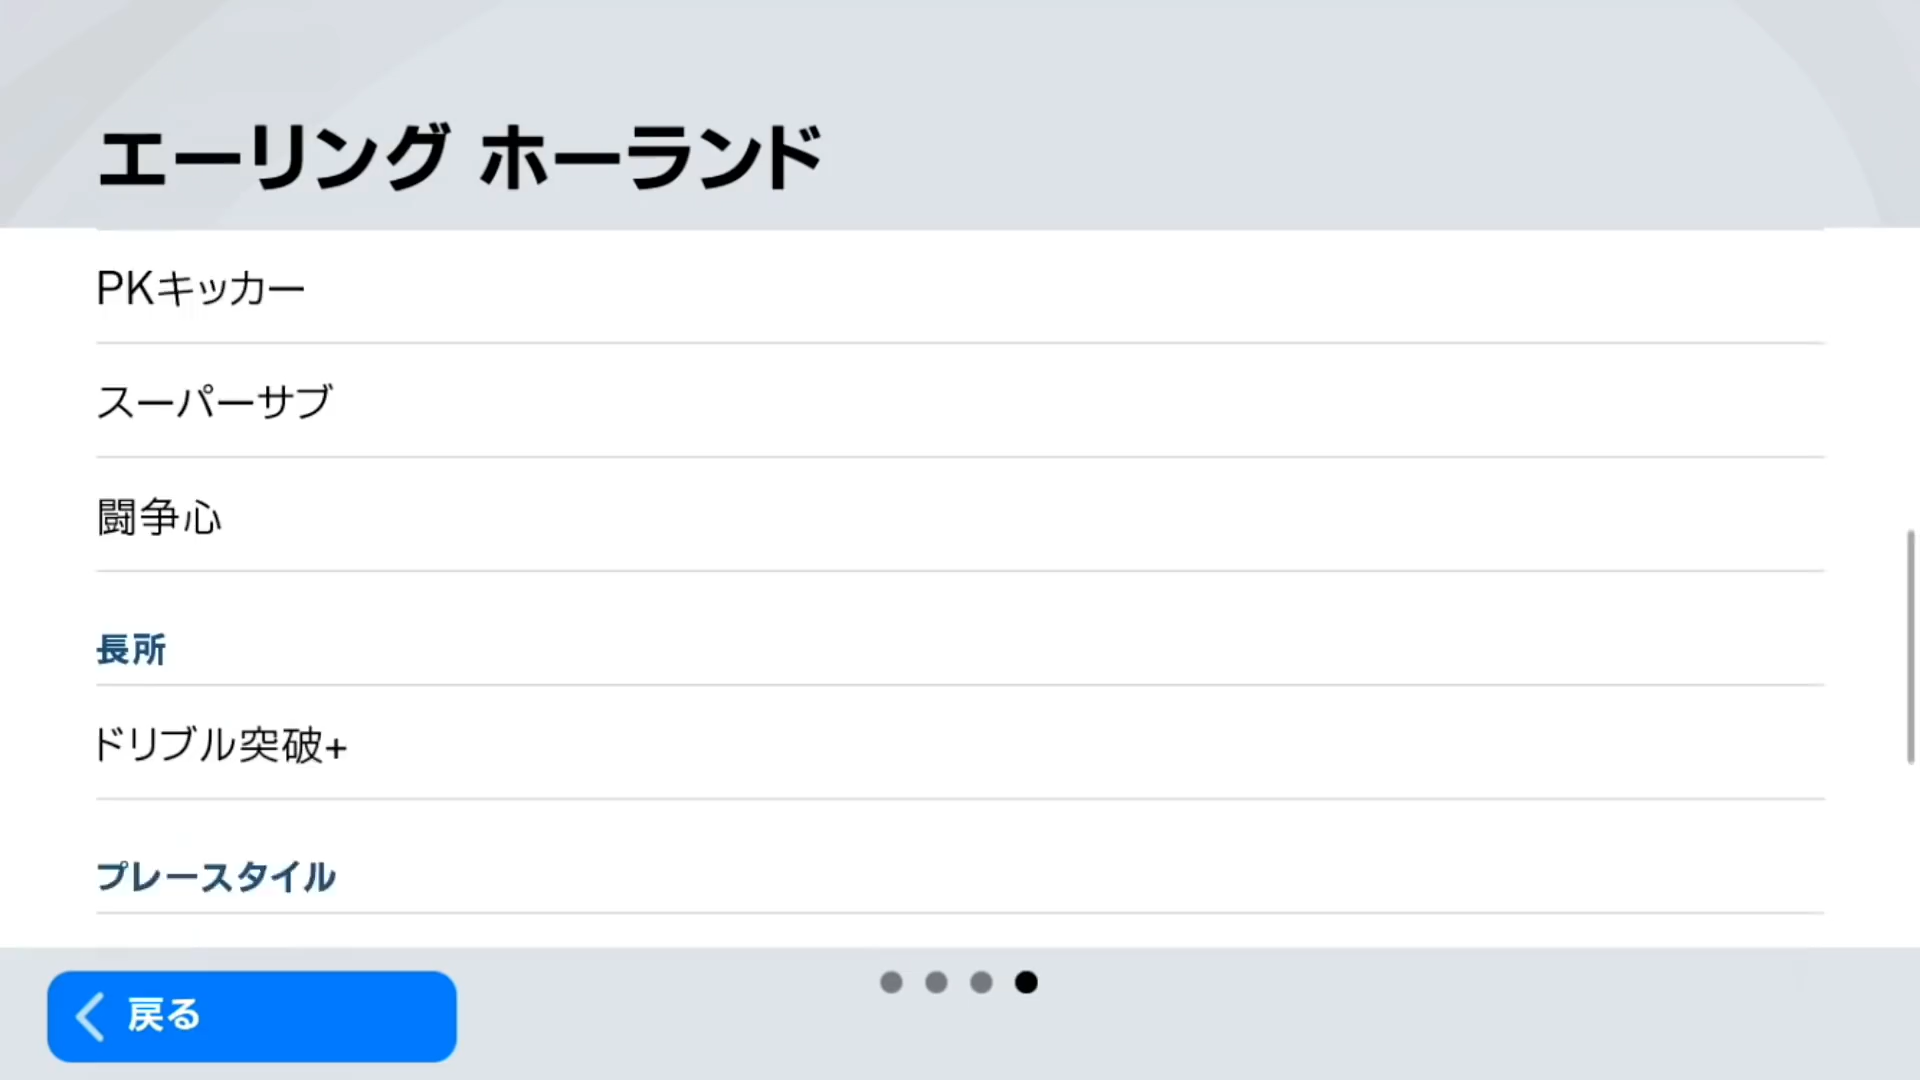 エーリング ホーランド
PKキッカー
スーパーサブ
闘争心
長所
ドリブル突破+
プレースタイル
戻る